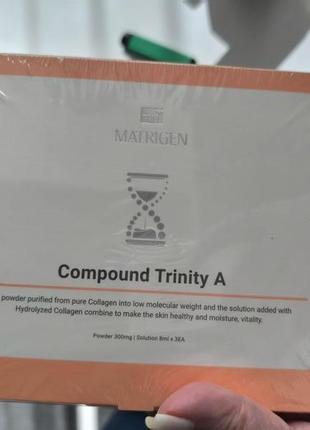 MATRIGEN
Compound Trinity A
powder purified from pure Collagen into low molecular weight and the solution added with
Hydrolyzed Collagen combine to make the skin healthy and moisture, vitality.
Powder 300mg / Solution 8ml x 3EA